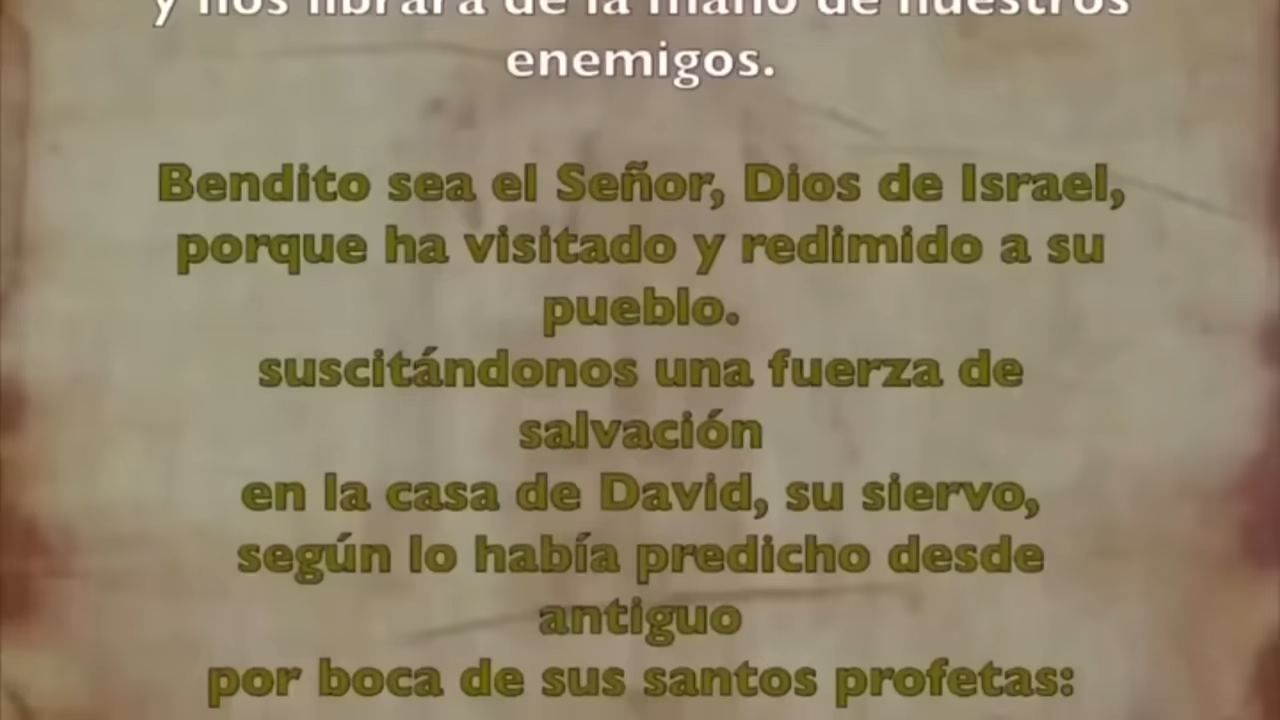 y nos librará de la mano de nuestros
enemigos.
Bendito sea el Señor, Dios de Israel,
porque ha visitado y redimido a su
pueblo.
suscitándonos una fuerza de
salvación
en la casa de David, su siervo,
según lo había predicho desde
antiguo
por boca de sus santos profetas: